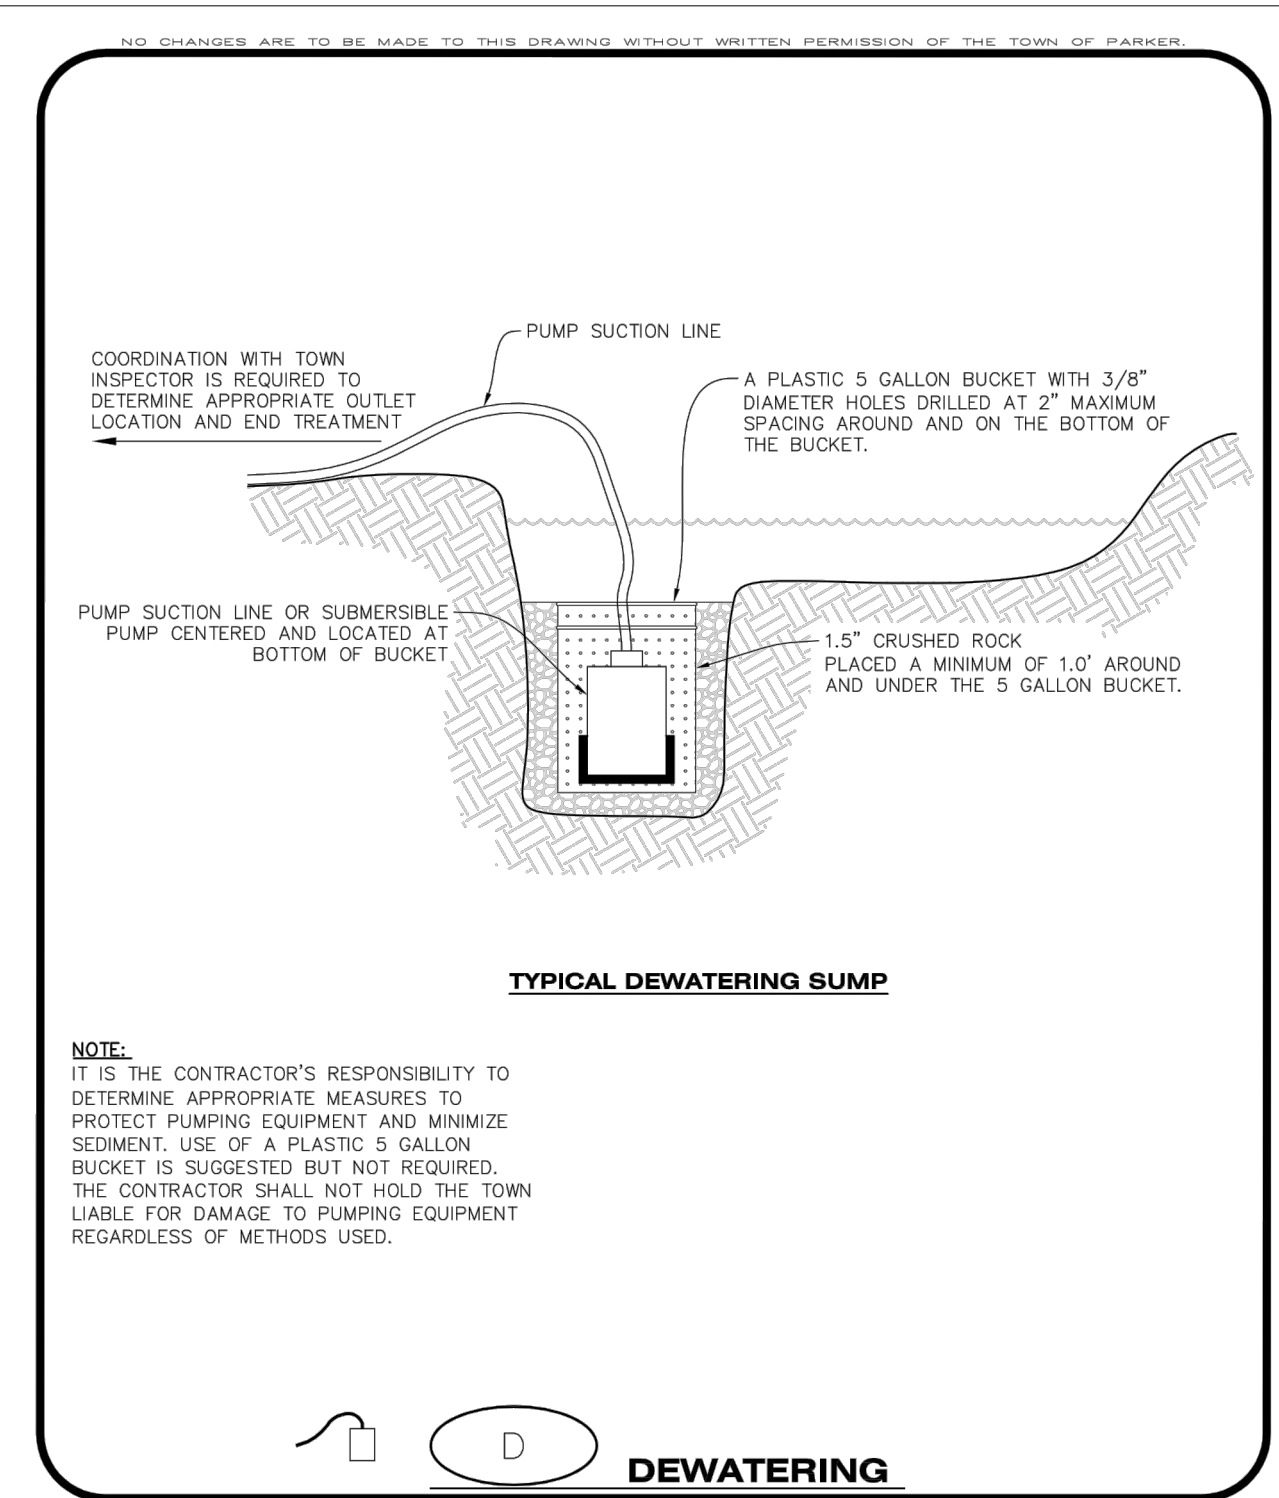 NO CHANGES ARE TO BE MADE TO THIS DRAWING WITHOUT WRITTEN PERMISSION OF THE TOWN OF PARKER.
PUMP SUCTION LINE
COORDINATION WITH TOWN
INSPECTOR IS REQUIRED TO
DETERMINE APPROPRIATE OUTLET
LOCATION AND END TREATMENT
A PLASTIC 5 GALLON BUCKET WITH 3/8”
DIAMETER HOLES DRILLED AT 2” MAXIMUM
SPACING AROUND AND ON THE BOTTOM OF
THE BUCKET.
PUMP SUCTION LINE OR SUBMERSIBLE
PUMP CENTERED AND LOCATED AT
BOTTOM OF BUCKET
1.5” CRUSHED ROCK
PLACED A MINIMUM OF 1.0’ AROUND
AND UNDER THE 5 GALLON BUCKET.
TYPICAL DEWATERING SUMP
NOTE:
IT IS THE CONTRACTOR’S RESPONSIBILITY TO
DETERMINE APPROPRIATE MEASURES TO
PROTECT PUMPING EQUIPMENT AND MINIMIZE
SEDIMENT. USE OF A PLASTIC 5 GALLON
BUCKET IS SUGGESTED BUT NOT REQUIRED.
THE CONTRACTOR SHALL NOT HOLD THE TOWN
LIABLE FOR DAMAGE TO PUMPING EQUIPMENT
REGARDLESS OF METHODS USED.
D
DEWATERING